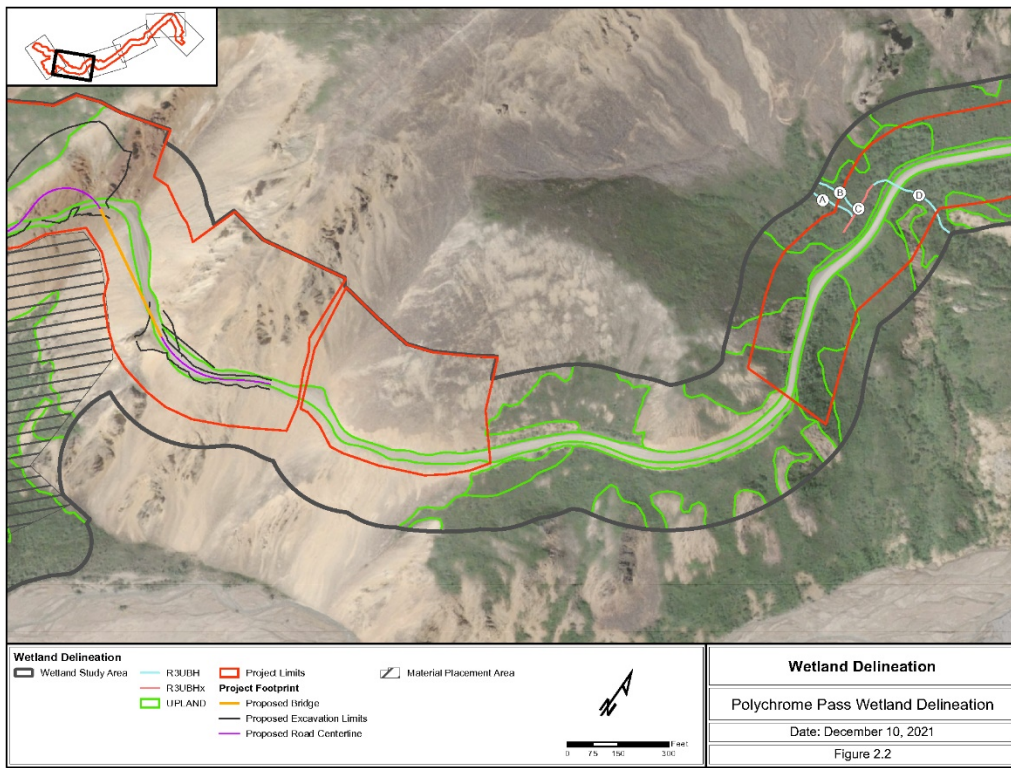 A
B
C
D
Wetland Delineation
Wetland Study Area
R3UBH
R3UBHx
UPLAND
Project Limits
Project Footprint
Proposed Bridge
Proposed Excavation Limits
Proposed Road Centerline
Material Placement Area
Feet
0 75 150 300
Wetland Delineation
Polychrome Pass Wetland Delineation
Date: December 10, 2021
Figure 2.2